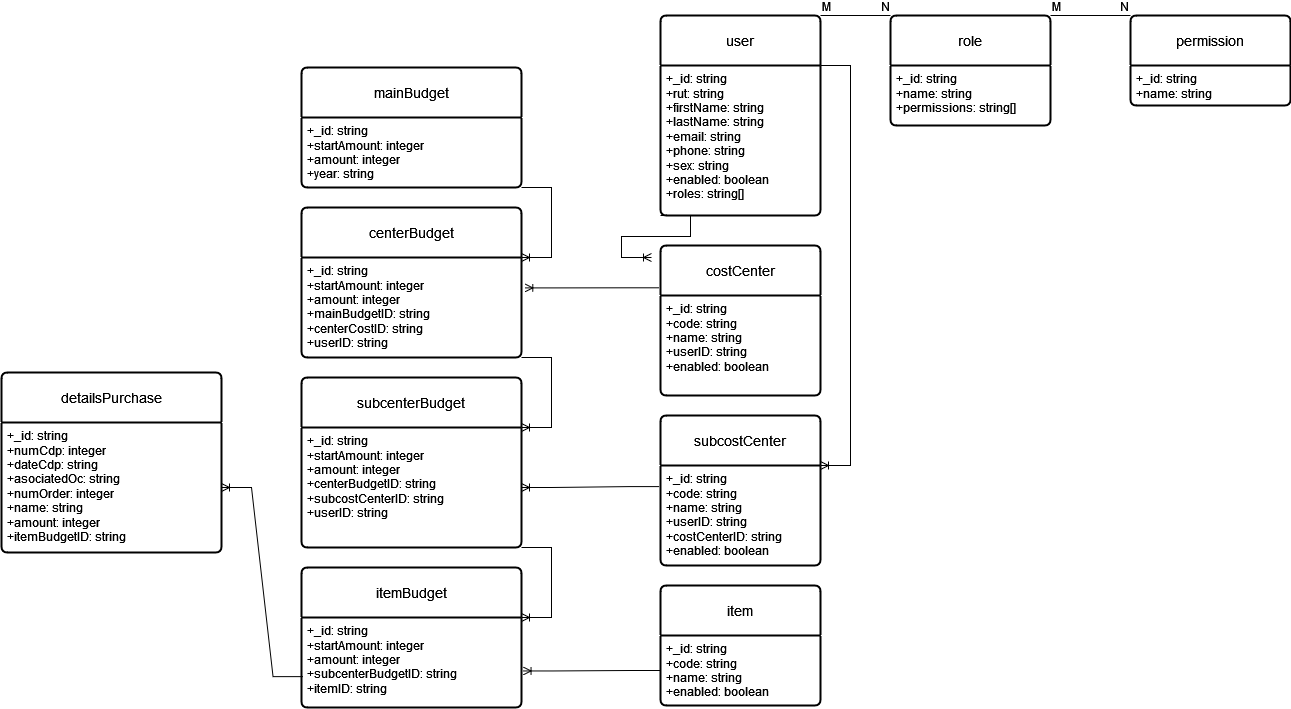 M
N
M
N
user
+_id: string
+rut: string
+firstName: string
+lastName: string
+email: string
+phone: string
+sex: string
+enabled: boolean
+roles: string[]
role
+_id: string
+name: string
+permissions: string[]
permission
+_id: string
+name: string
mainBudget
+_id: string
+startAmount: integer
+amount: integer
+year: string
centerBudget
+_id: string
+startAmount: integer
+amount: integer
+mainBudgetID: string
+centerCostID: string
+userID: string
costCenter
+_id: string
+code: string
+name: string
+userID: string
+enabled: boolean
detailsPurchase
+_id: string
+numCdp: integer
+dateCdp: string
+asociatedOc: string
+numOrder: integer
+name: string
+amount: integer
+itemBudgetID: string
subcenterBudget
+_id: string
+startAmount: integer
+amount: integer
+centerBudgetID: string
+subcostCenterID: string
+userID: string
subcostCenter
+_id: string
+code: string
+name: string
+userID: string
+costCenterID: string
+enabled: boolean
itemBudget
+_id: string
+startAmount: integer
+amount: integer
+subcenterBudgetID: string
+itemID: string
item
+_id: string
+code: string
+name: string
+enabled: boolean